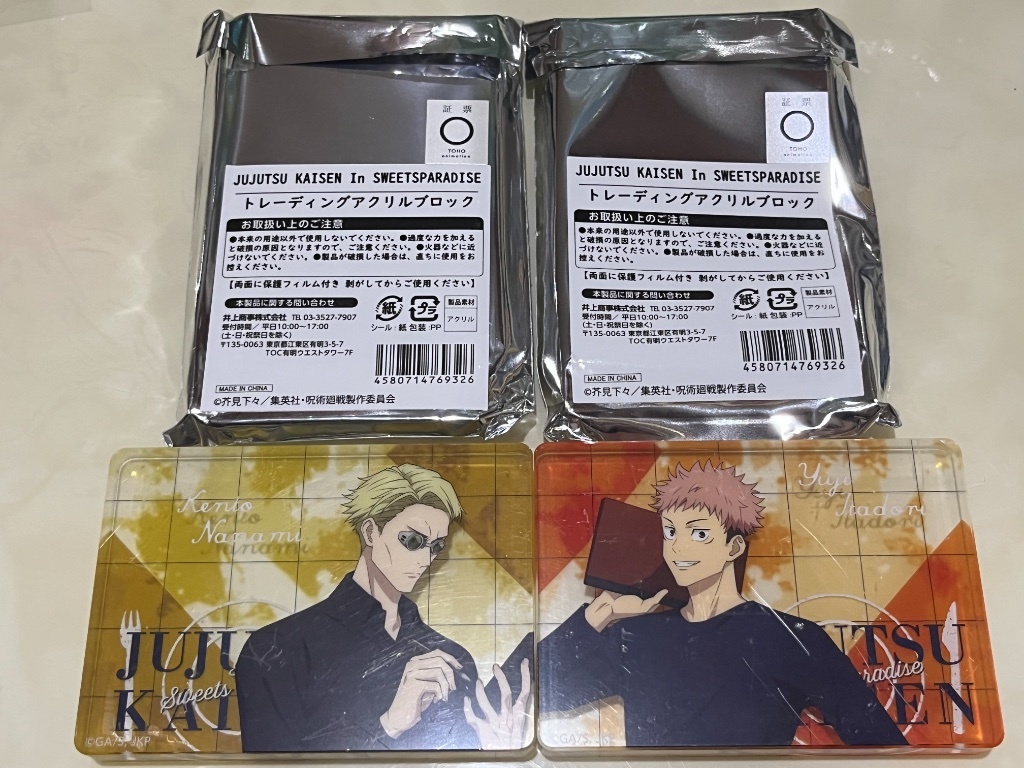 証 票
TOHO
animation
JUJUTSU KAISEN In SWEETSPARADISE
トレーディングアクリルブロック
お取扱い上のご注意
●本来の用途以外で使用しないでください。●過度な力を加える
と破損の原因となりますので、ご注意ください。●火器などに近
づけないでください。●製品が破損した場合は、直ちに使用をお
控えください。
【両面に保護フィルム付き 剥がしてからご使用ください】
本製品に関する問い合わせ
井上商事株式会社 TEL 03-3527-7907
受付時間/ 平日10:00〜17:00
(土・日・祝祭日を除く)
〒135-0063 東京都江東区有明3-5-7
TOC有明ウエストタワー7F
紙
プラ
シール:紙 包装:PP
製品素材
アクリル
4580714769326
MADE IN CHINA
©芥見下々/集英社・呪術廻戦製作委員会
証 票
TOHO
animation
JUJUTSU KAISEN In SWEETSPARADISE
トレーディングアクリルブロック
お取扱い上のご注意
●本来の用途以外で使用しないでください。●過度な力を加える
と破損の原因となりますので、ご注意ください。●火器などに近
づけないでください。●製品が破損した場合は、直ちに使用をお
控えください。
【両面に保護フィルム付き 剥がしてからご使用ください】
本製品に関する問い合わせ
井上商事株式会社 TEL 03-3527-7907
受付時間/ 平日10:00〜17:00
(土・日・祝祭日を除く)
〒135-0063 東京都江東区有明3-5-7
TOC有明ウエストタワー7F
紙
プラ
シール:紙 包装:PP
製品素材
アクリル
4580714769326
MADE IN CHINA
©芥見下々/集英社・呪術廻戦製作委員会
Kento
Nanami
JUJU
Sweets
KAI
©GA/S, JKP
Yuji
Itadori
TSU
radise
EN